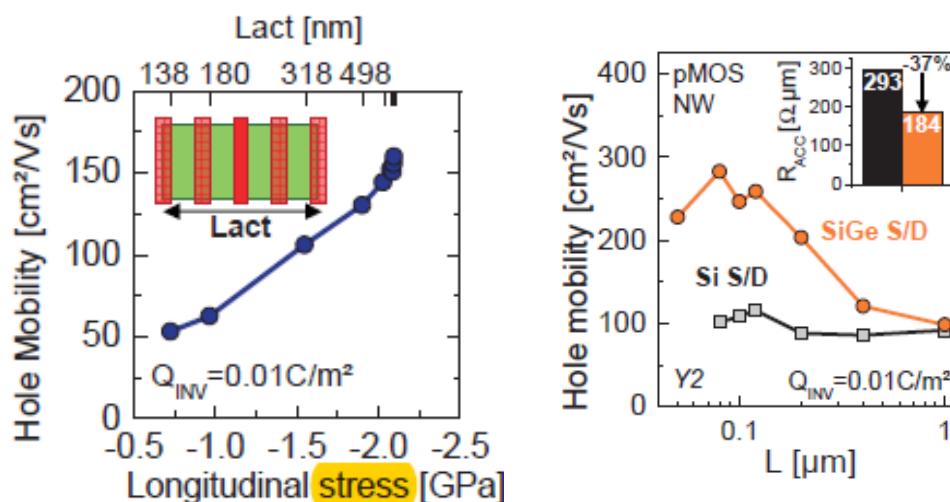 Lact [nm]
138 180 318 498
200
150
100
50
0
Hole Mobility [cm²/Vs]
Lact
Q_INV=0.01C/m²
-0.5 -1.0 -1.5 -2.0 -2.5
Longitudinal stress [GPa]
400
300
200
100
0
Hole mobility [cm²/Vs]
pMOS
NW
R_ACC [Ω µm]
300
200
100
0
293
184
-37%
SiGe S/D
Si S/D
Y2
Q_INV=0.01C/m²
0.1 1
L [µm]